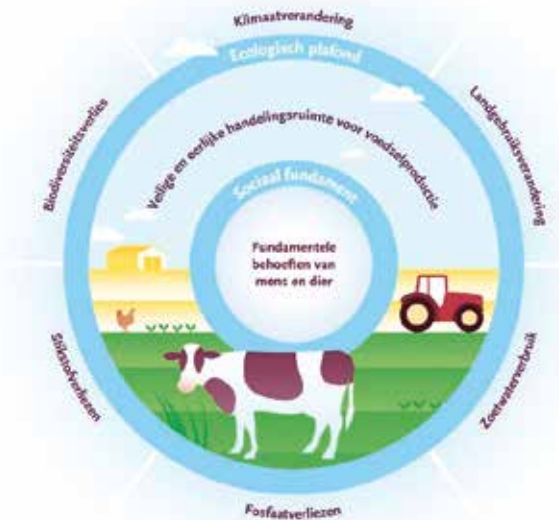 Klimaatverandering
Ecologisch plafond
Landgebruiksverandering
Biodiversiteitsverlies
Veilige en eerlijke handelingsruimte voor voedselproductie
Sociaal fundament
Fundamentele
behoeften van
mens en dier
Stikstofverliezen
Zoetwaterverbruik
Fosfaatverliezen